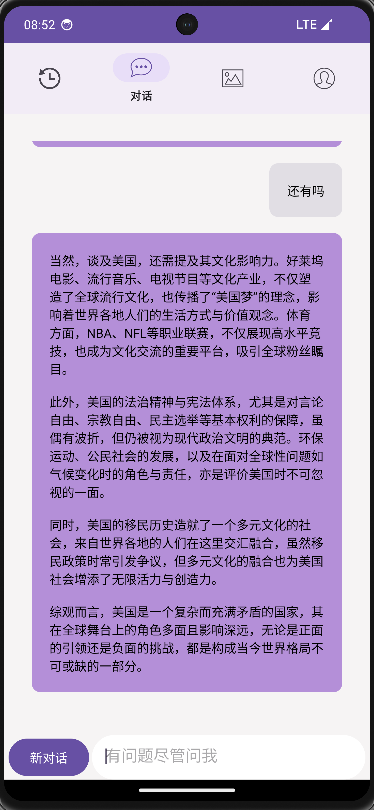 08:52
LTE
对话
还有吗
当然，谈及美国，还需提及其文化影响力。好莱坞
电影、流行音乐、电视节目等文化产业，不仅塑
造了全球流行文化，也传播了“美国梦”的理念，影
响着世界各地人们的生活方式与价值观念。体育
方面，NBA、NFL等职业联赛，不仅展现高水平竞
技，也成为文化交流的重要平台，吸引全球粉丝瞩
目。
此外，美国的法治精神与宪法体系，尤其是对言论
自由、宗教自由、民主选举等基本权利的保障，虽
偶有波折，但仍被视为现代政治文明的典范。环保
运动、公民社会的发展，以及在面对全球性问题如
气候变化时的角色与责任，亦是评价美国时不可忽
视的一面。
同时，美国的移民历史造就了一个多元文化的社
会，来自世界各地的人们在这里交汇融合，虽然移
民政策时常引发争议，但多元文化的融合也为美国
社会增添了无限活力与创造力。
综观而言，美国是一个复杂而充满矛盾的国家，其
在全球舞台上的角色多面且影响深远，无论是正面
的引领还是负面的挑战，都是构成当今世界格局不
可或缺的一部分。
新对话
有问题尽管问我